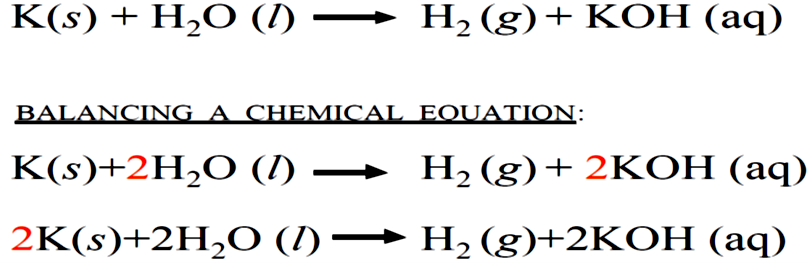 K(s) + H₂O (l) ⟶ H₂ (g) + KOH (aq)
BALANCING A CHEMICAL EQUATION:
K(s)+2H₂O (l) ⟶ H₂ (g) + 2KOH (aq)
2K(s)+2H₂O (l) ⟶ H₂ (g)+2KOH (aq)